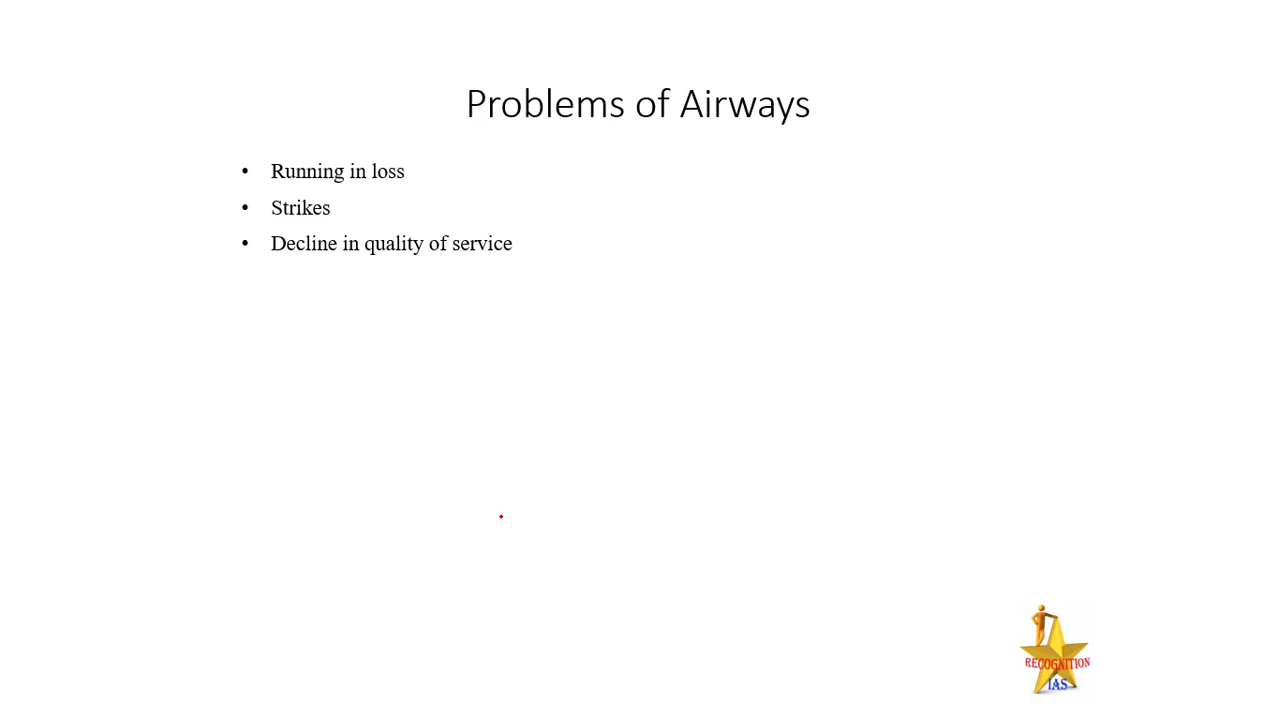 Problems of Airways
• Running in loss
• Strikes
• Decline in quality of service
RECOGNITION
IAS